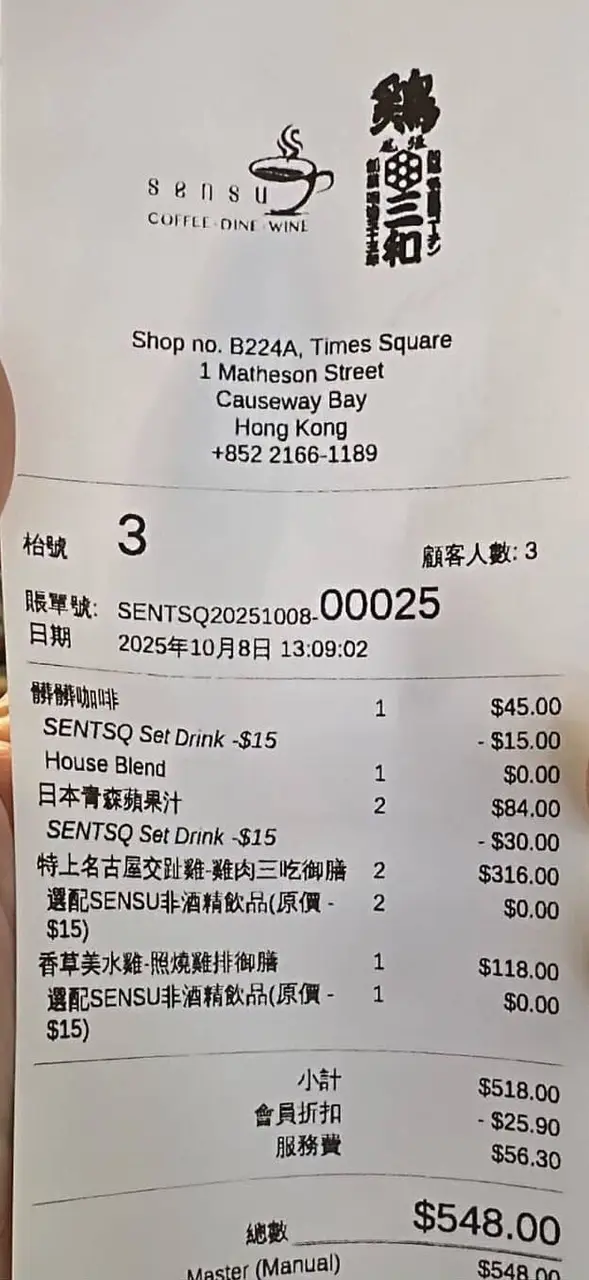 sensu
COFFEE·DINE·WINE
鶏
三和
Shop no. B224A, Times Square
1 Matheson Street
Causeway Bay
Hong Kong
+852 2166-1189
枱號 3 顧客人數: 3
賬單號: SENTSQ20251008-00025
日期 2025年10月8日 13:09:02
髒髒咖啡 1 $45.00
SENTSQ Set Drink -$15 - $15.00
House Blend 1 $0.00
日本青森蘋果汁 2 $84.00
SENTSQ Set Drink -$15 - $30.00
特上名古屋交趾雞-雞肉三吃御膳 2 $316.00
選配SENSU非酒精飲品(原價 - 2 $0.00
$15)
香草美水雞-照燒雞排御膳 1 $118.00
選配SENSU非酒精飲品(原價 - 1 $0.00
$15)
小計 $518.00
會員折扣 - $25.90
服務費 $56.30
總數 $548.00
Master (Manual) $548.00